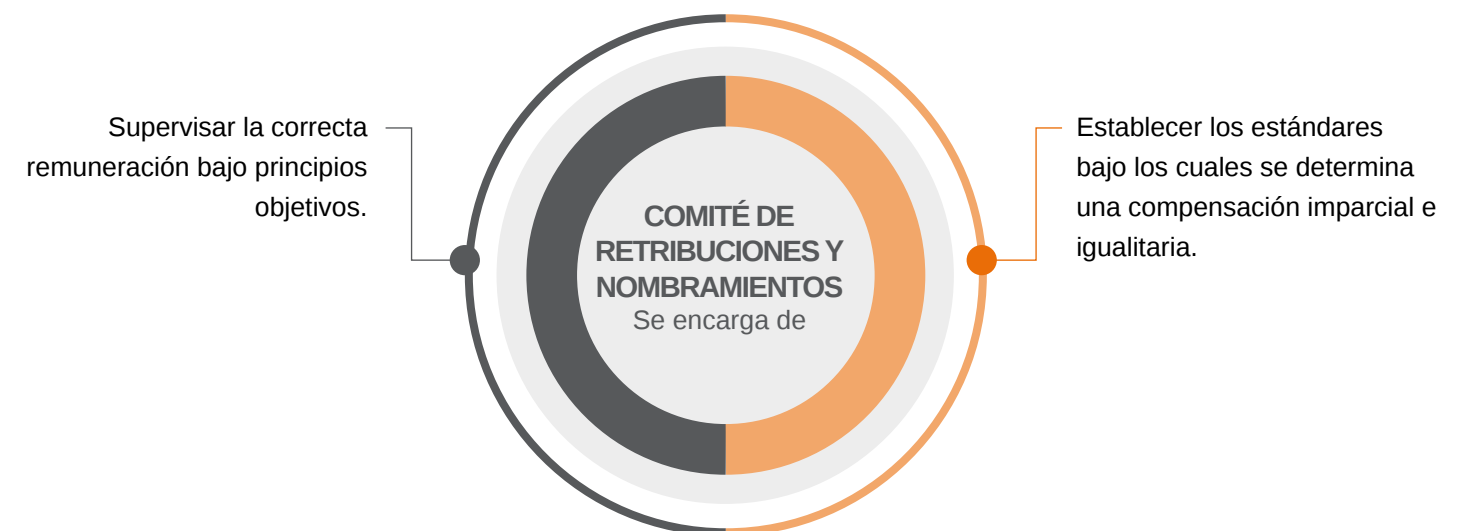 Supervisar la correcta
remuneración bajo principios
objetivos.
COMITÉ DE
RETRIBUCIONES Y
NOMBRAMIENTOS
Se encarga de
Establecer los estándares
bajo los cuales se determina
una compensación imparcial e
igualitaria.